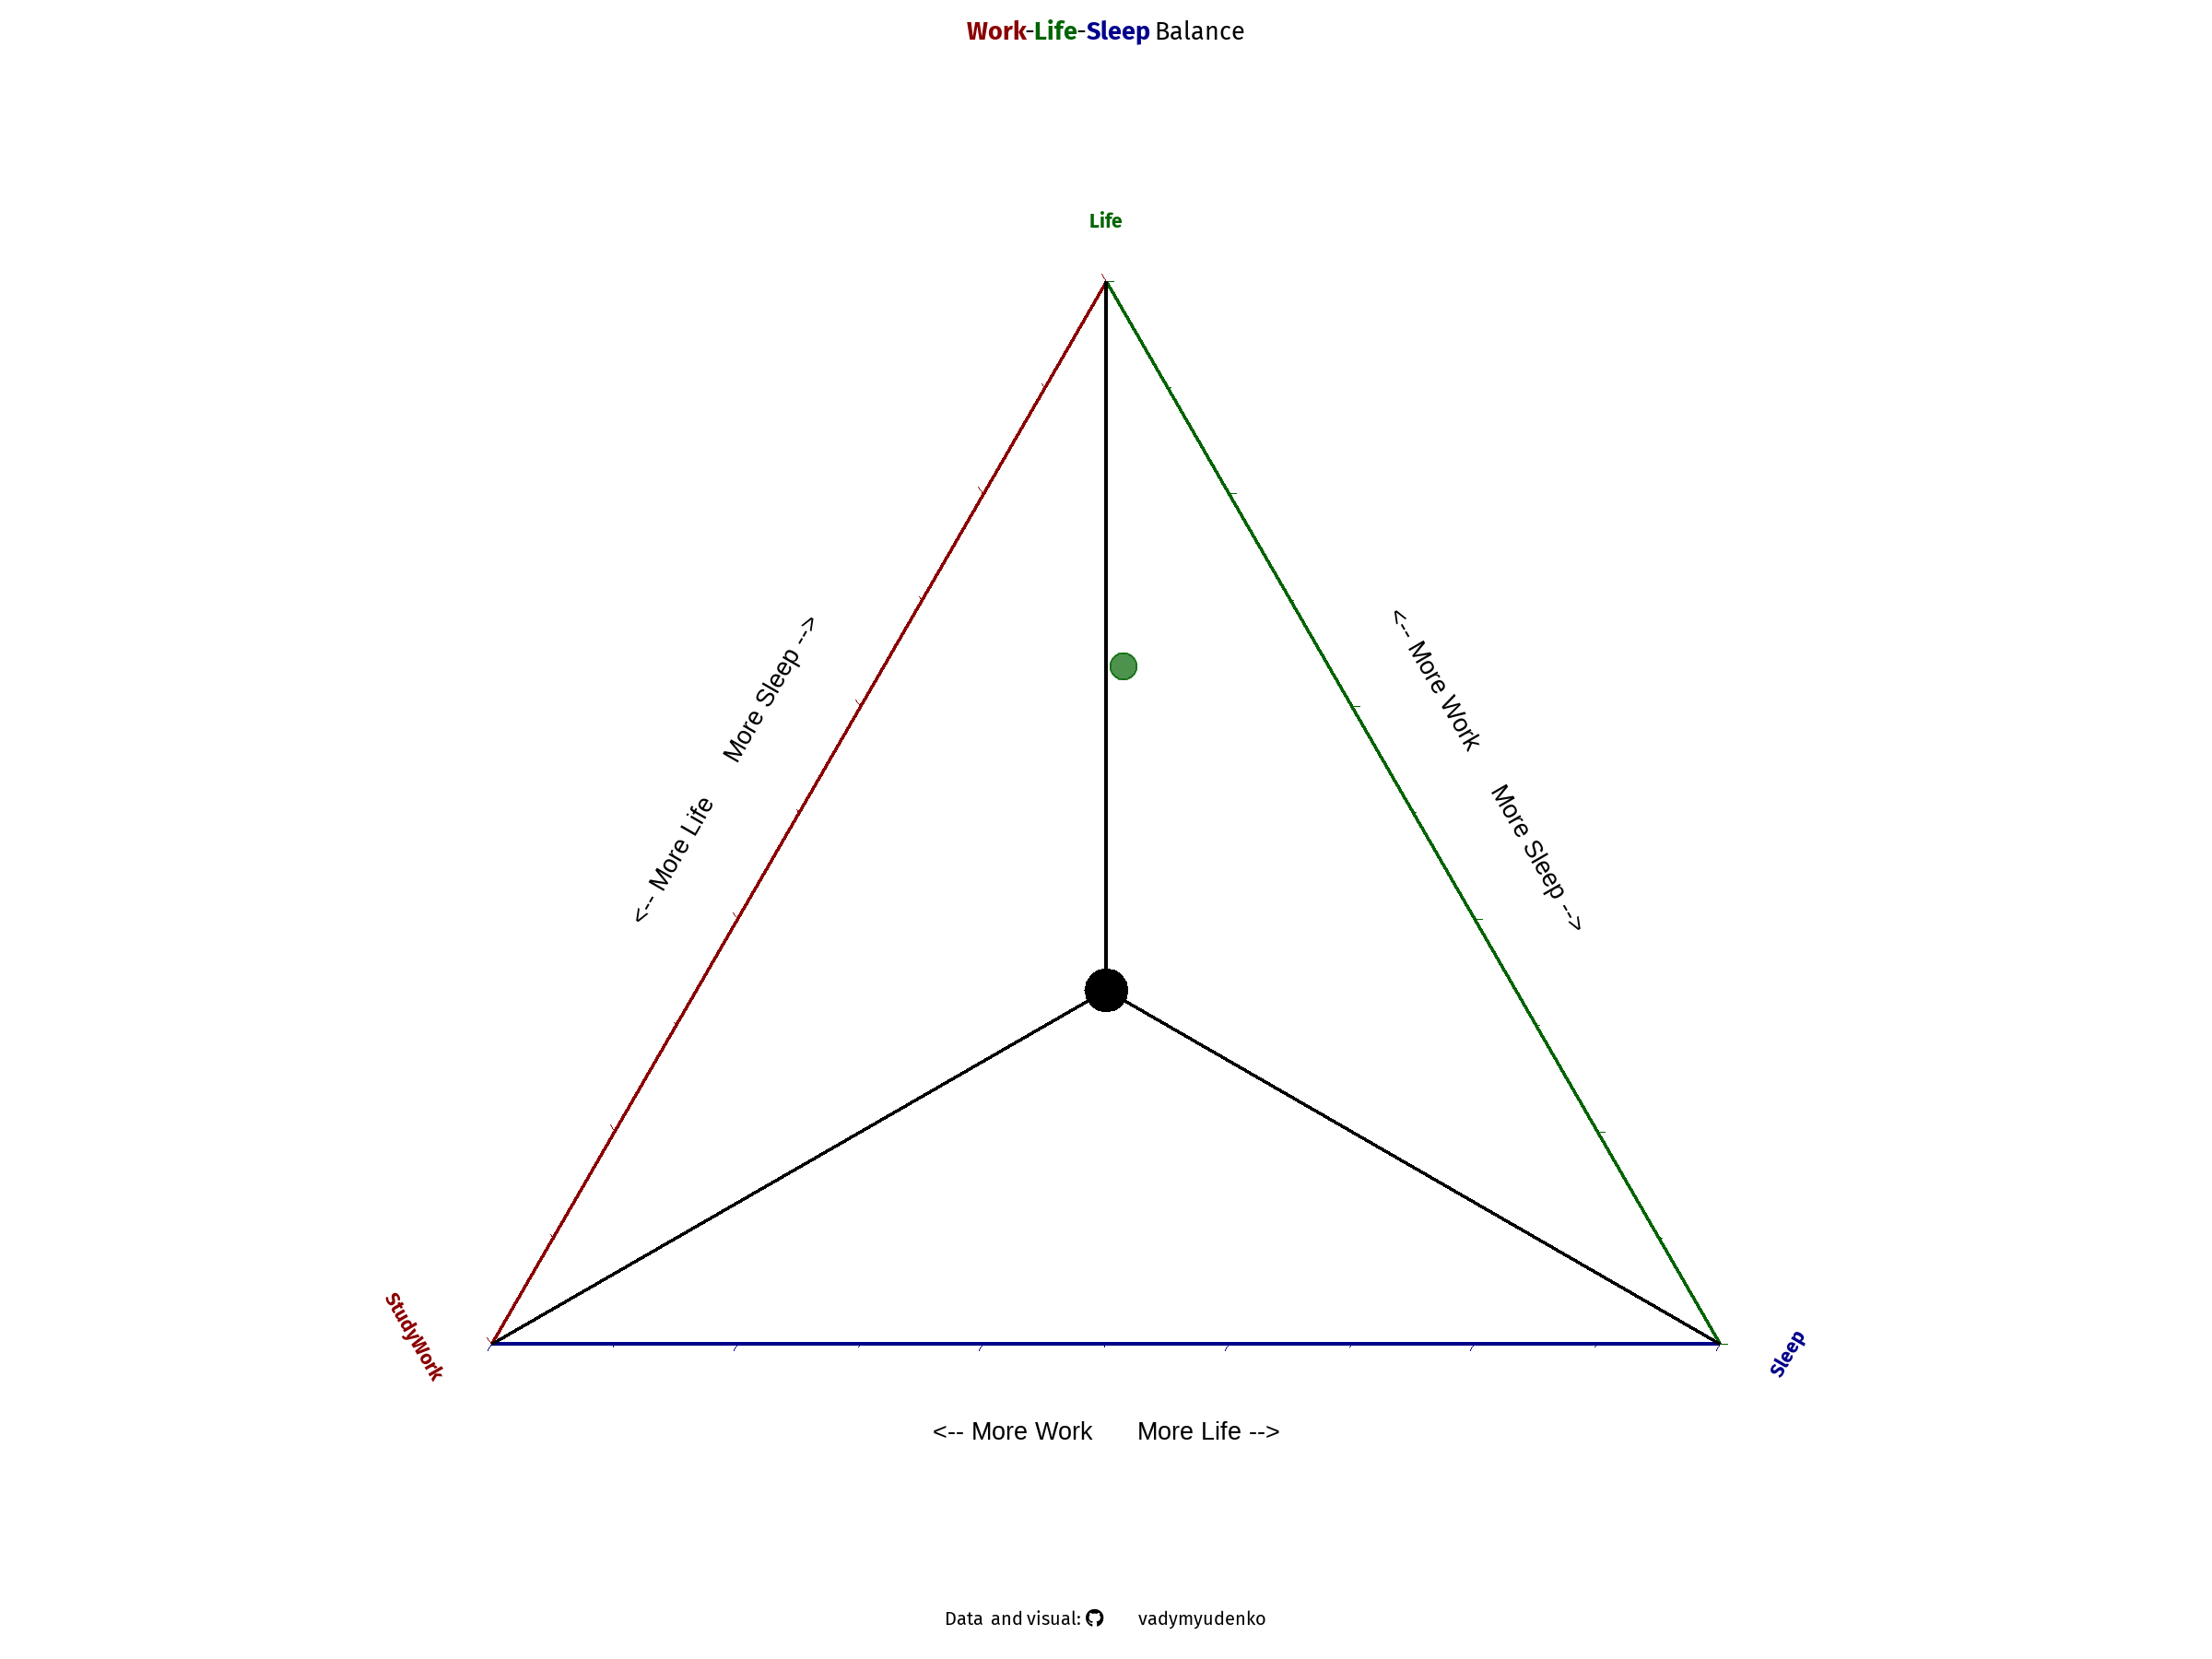 Work-Life-Sleep Balance
Life
<-- More Life    More Sleep -->
<-- More Work    More Sleep -->
StudyWork
Sleep
<-- More Work    More Life -->
Data and visual: vadymyudenko